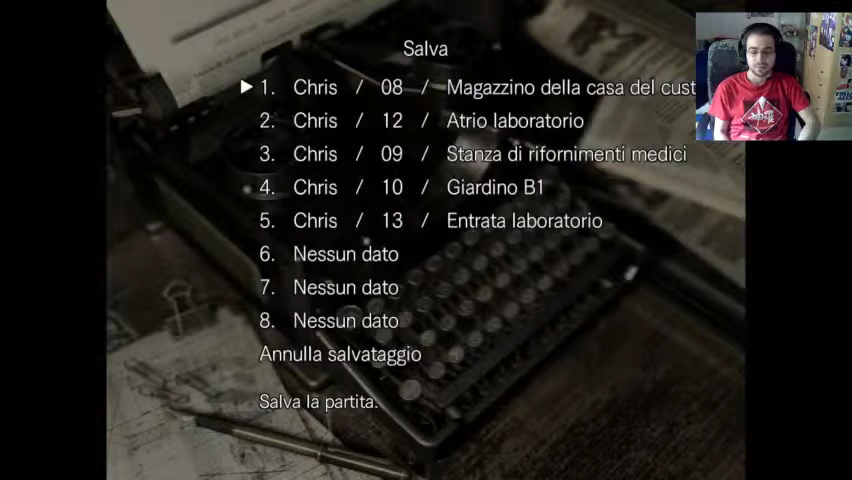 Salva
1. Chris / 08 / Magazzino della casa del cust
2. Chris / 12 / Atrio laboratorio
3. Chris / 09 / Stanza di rifornimenti medici
4. Chris / 10 / Giardino B1
5. Chris / 13 / Entrata laboratorio
6. Nessun dato
7. Nessun dato
8. Nessun dato
Annulla salvataggio
Salva la partita.